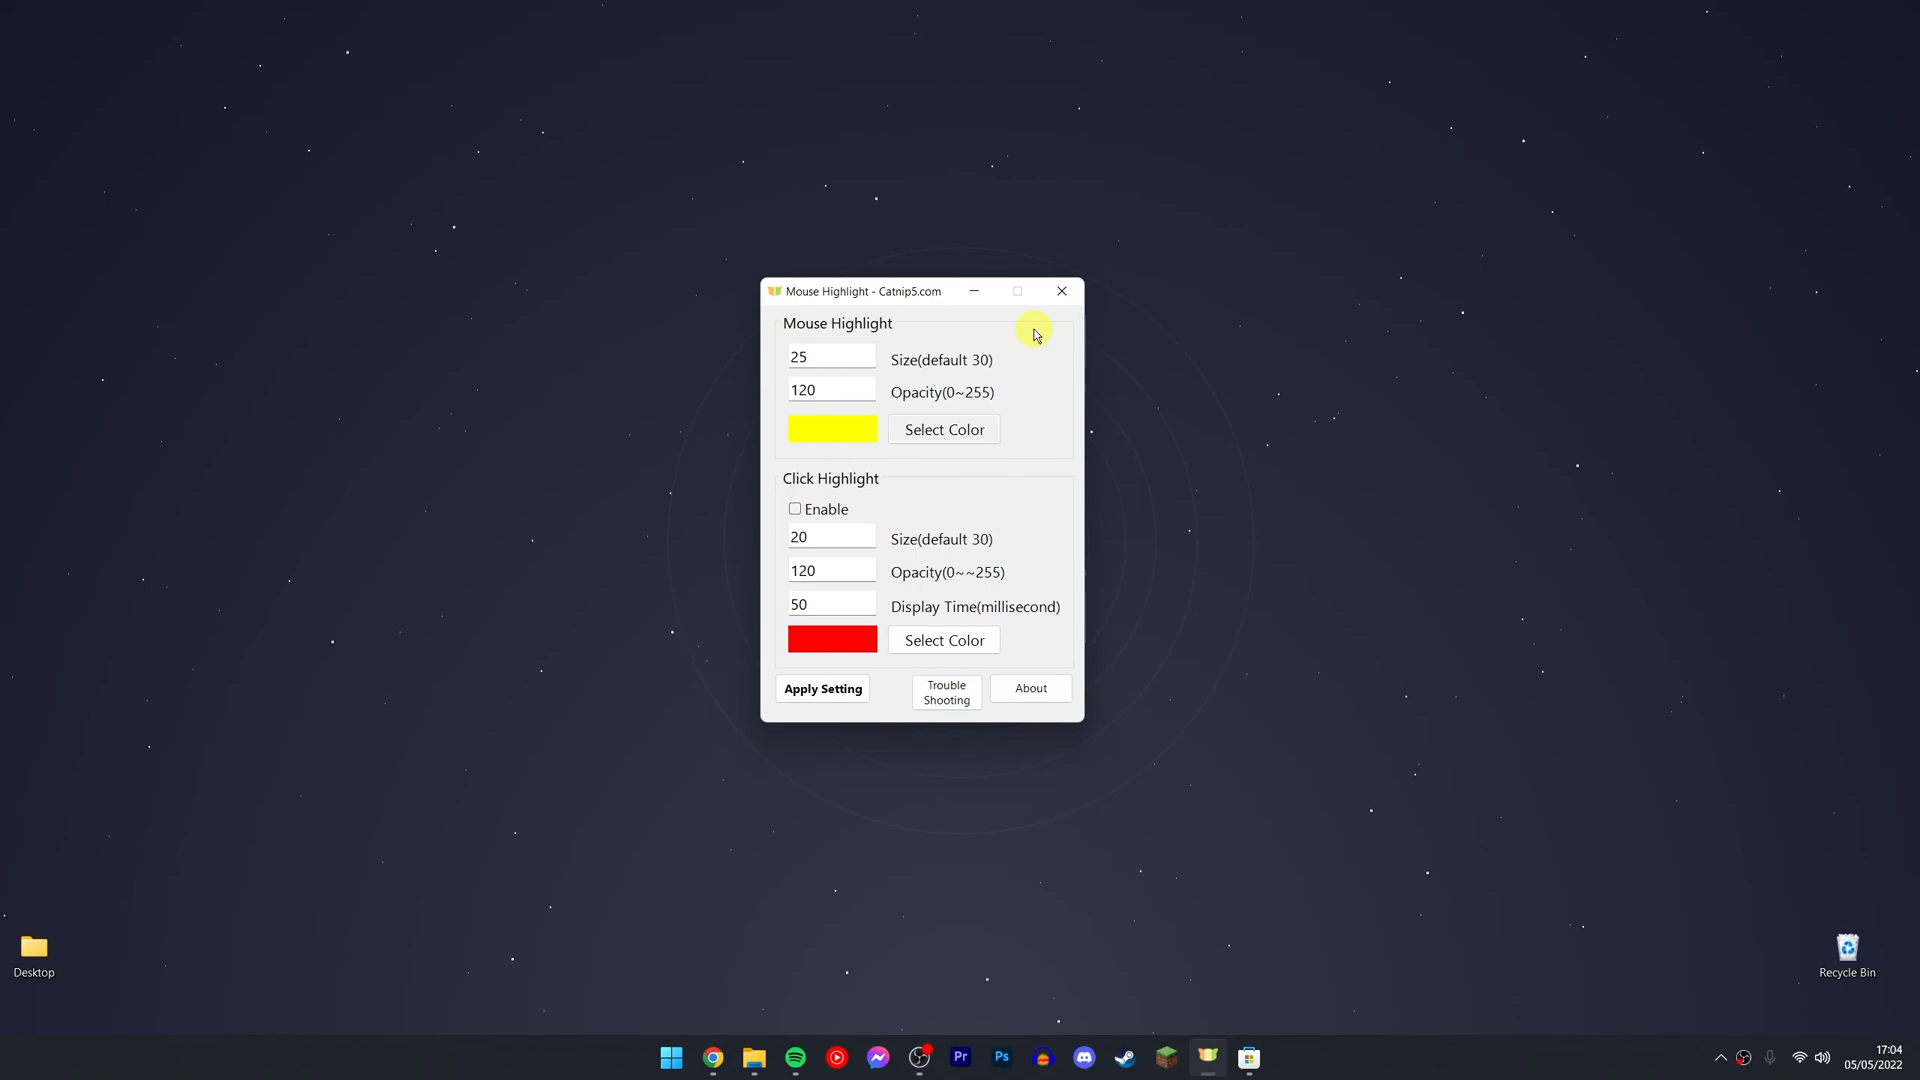 Mouse Highlight - Catnip5.com
Mouse Highlight
25 Size(default 30)
120 Opacity(0~255)
Select Color
Click Highlight
Enable
20 Size(default 30)
120 Opacity(0~~255)
50 Display Time(millisecond)
Select Color
Apply Setting
Trouble
Shooting
About
Desktop
Recycle Bin
Pr
Ps
17:04
05/05/2022